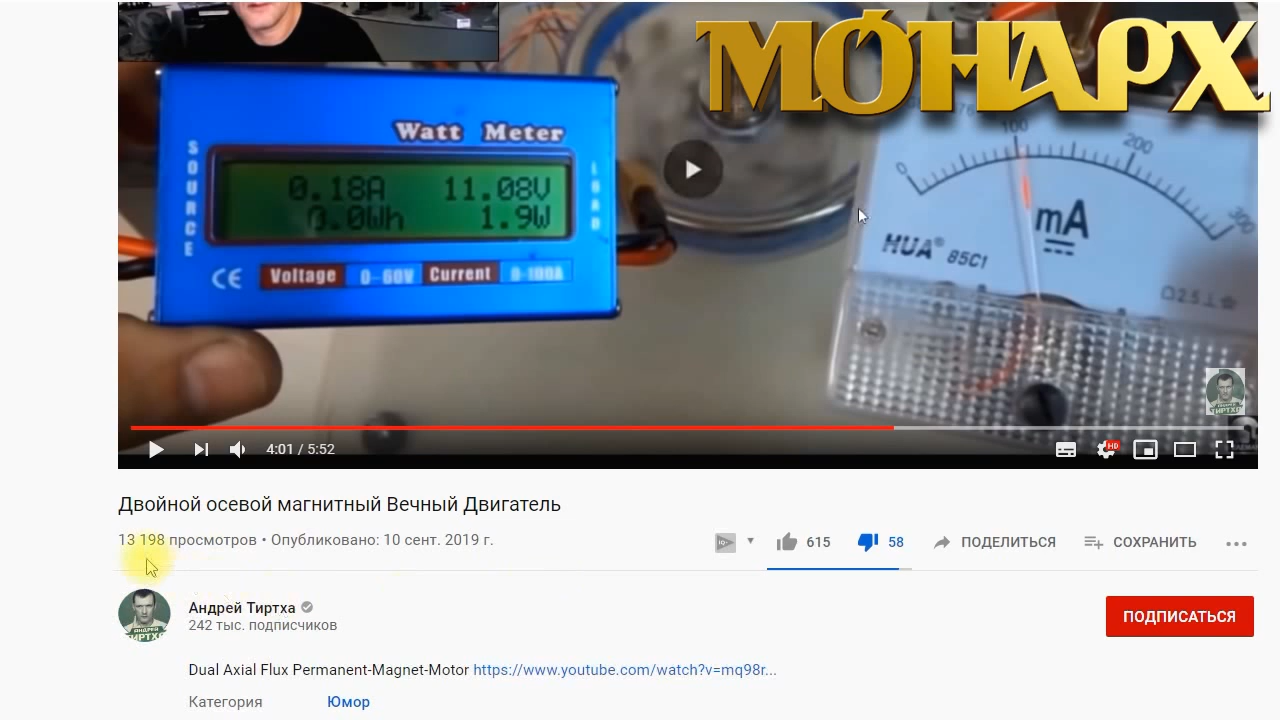 МОНАРХ
Watt Meter
SOURCE
LOAD
0.18A 11.08V
0.0Wh 1.9W
CE Voltage 0-60V Current 0-100A
0 100 200 300
mA
HUA® 85C1
4:01 / 5:52
HD
Двойной осевой магнитный Вечный Двигатель
13 198 просмотров • Опубликовано: 10 сент. 2019 г.
615 58 ПОДЕЛИТЬСЯ СОХРАНИТЬ
Андрей Тиртха
242 тыс. подписчиков
ПОДПИСАТЬСЯ
Dual Axial Flux Permanent-Magnet-Motor https://www.youtube.com/watch?v=mq98r...
Категория Юмор